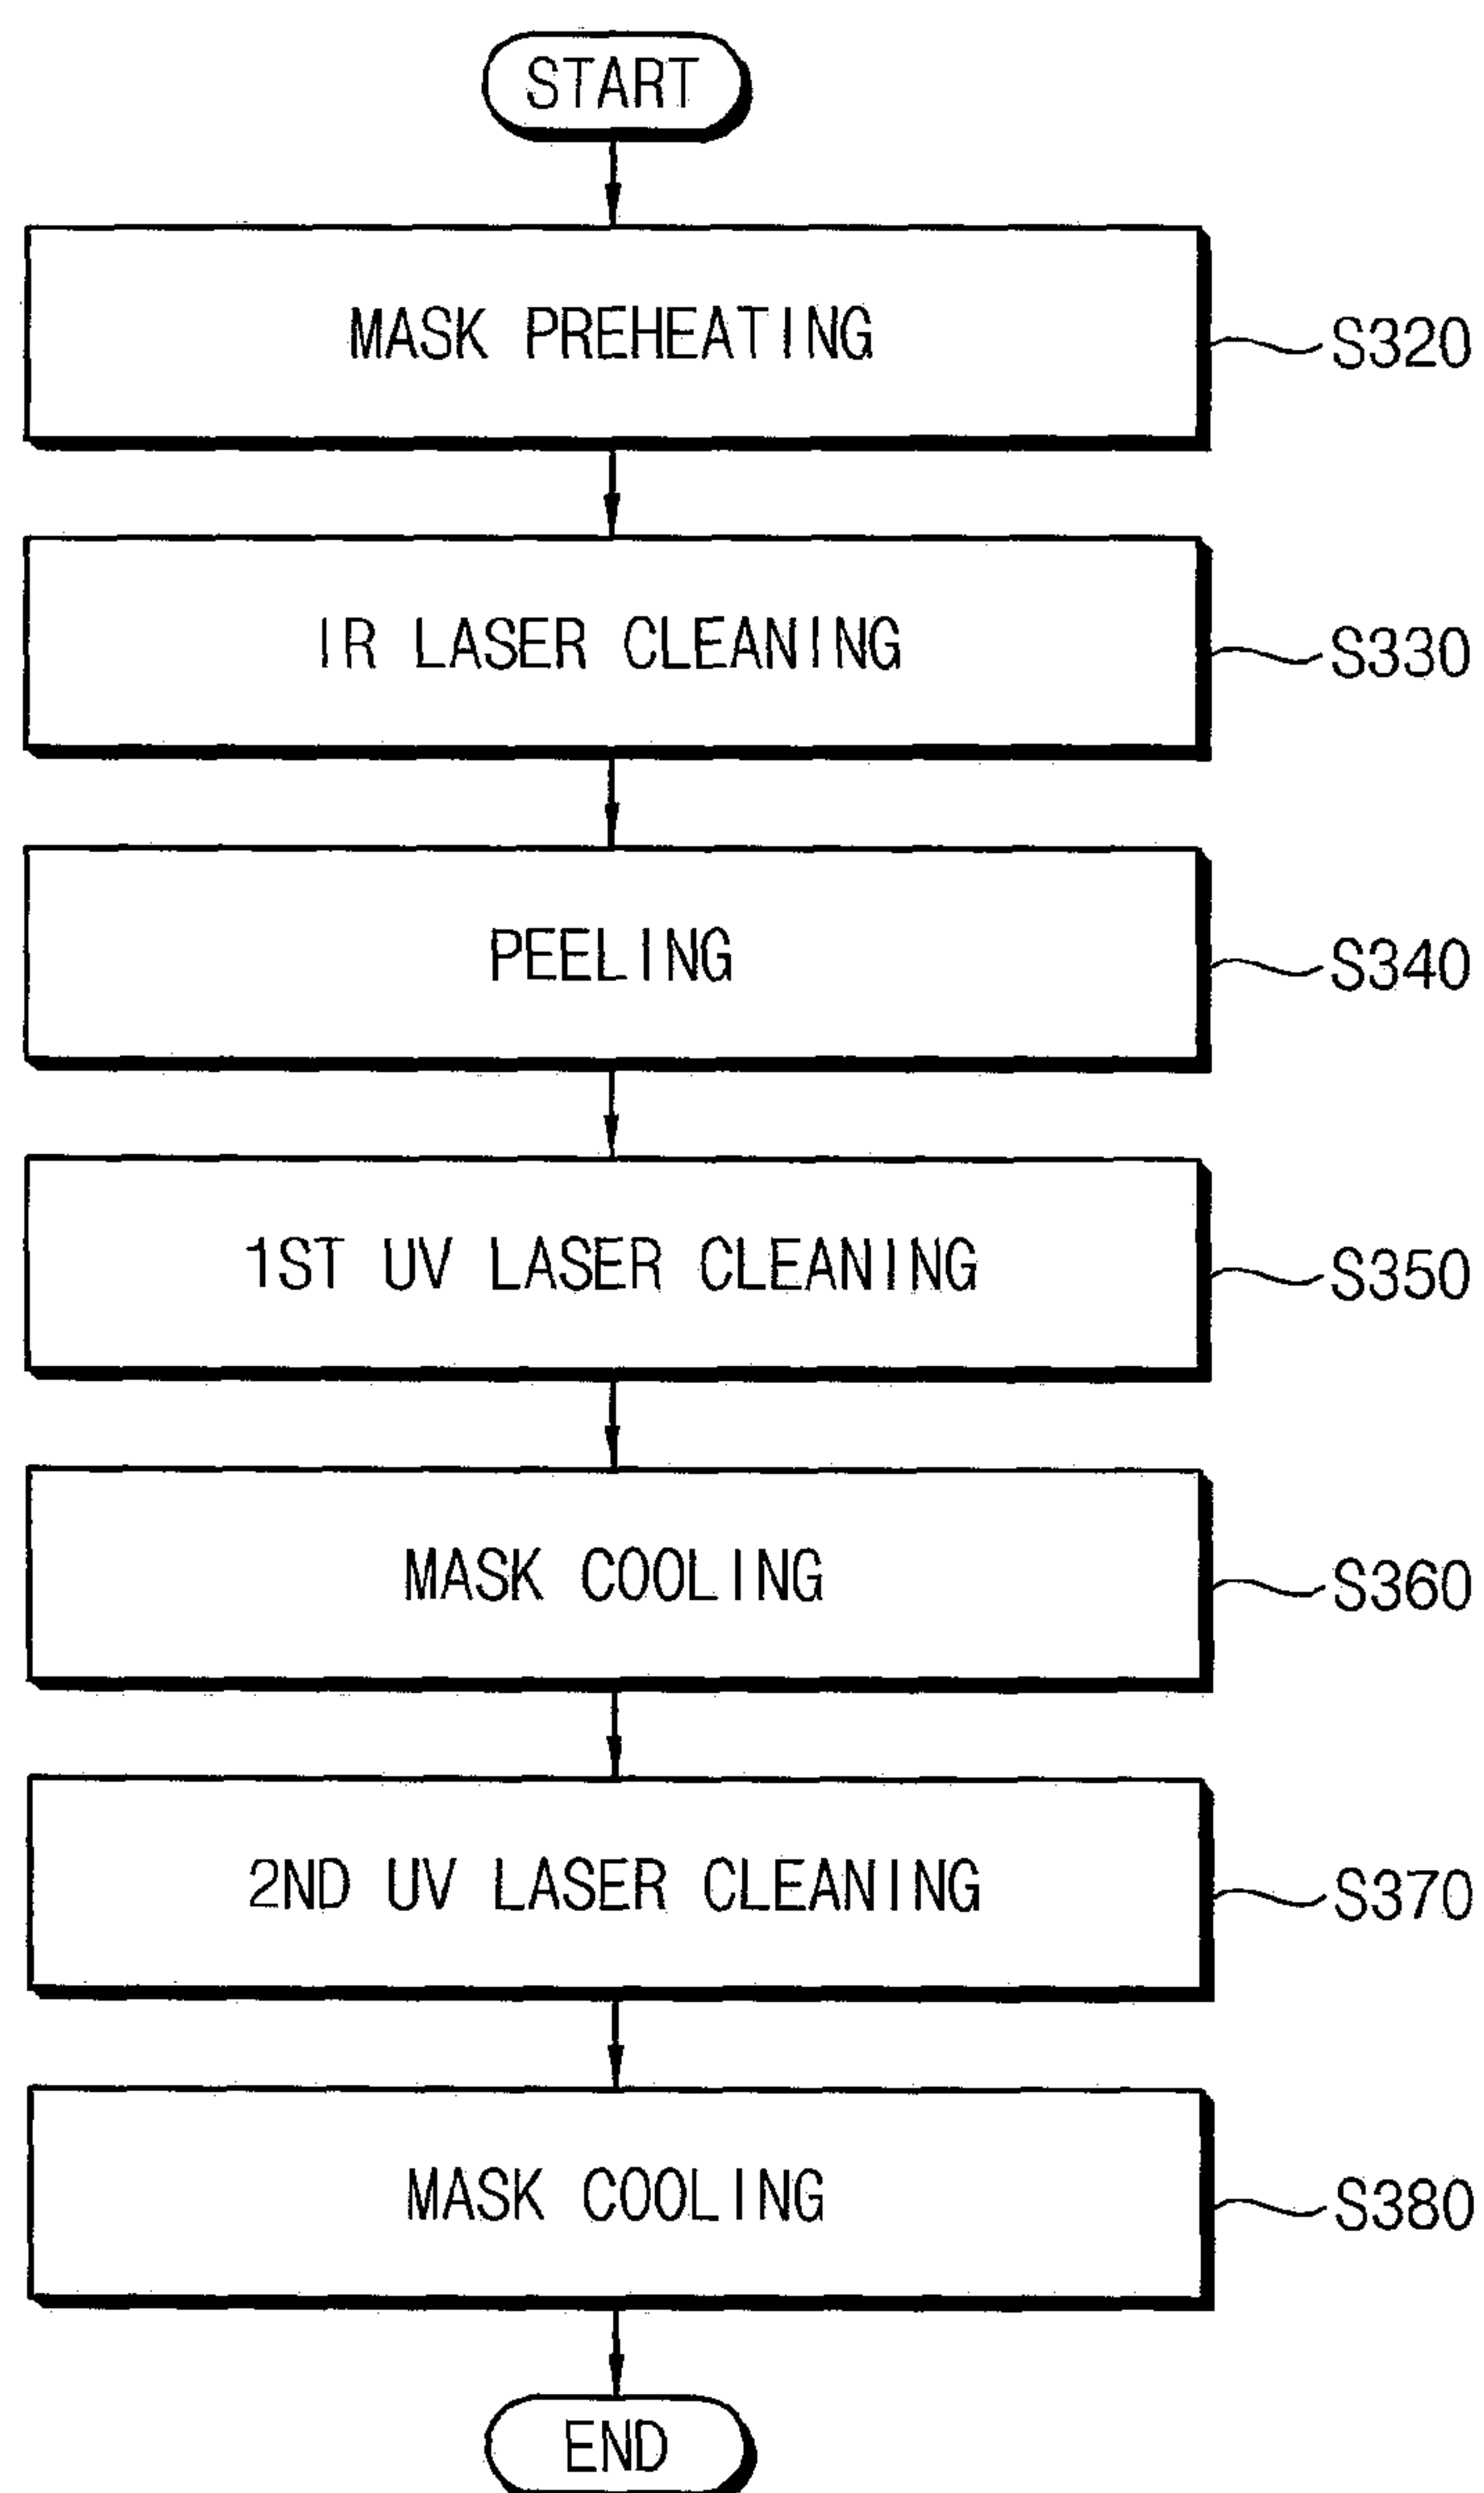 START
MASK PREHEATING
S320
IR LASER CLEANING
S330
PEELING
S340
1ST UV LASER CLEANING
S350
MASK COOLING
S360
2ND UV LASER CLEANING
S370
MASK COOLING
S380
END